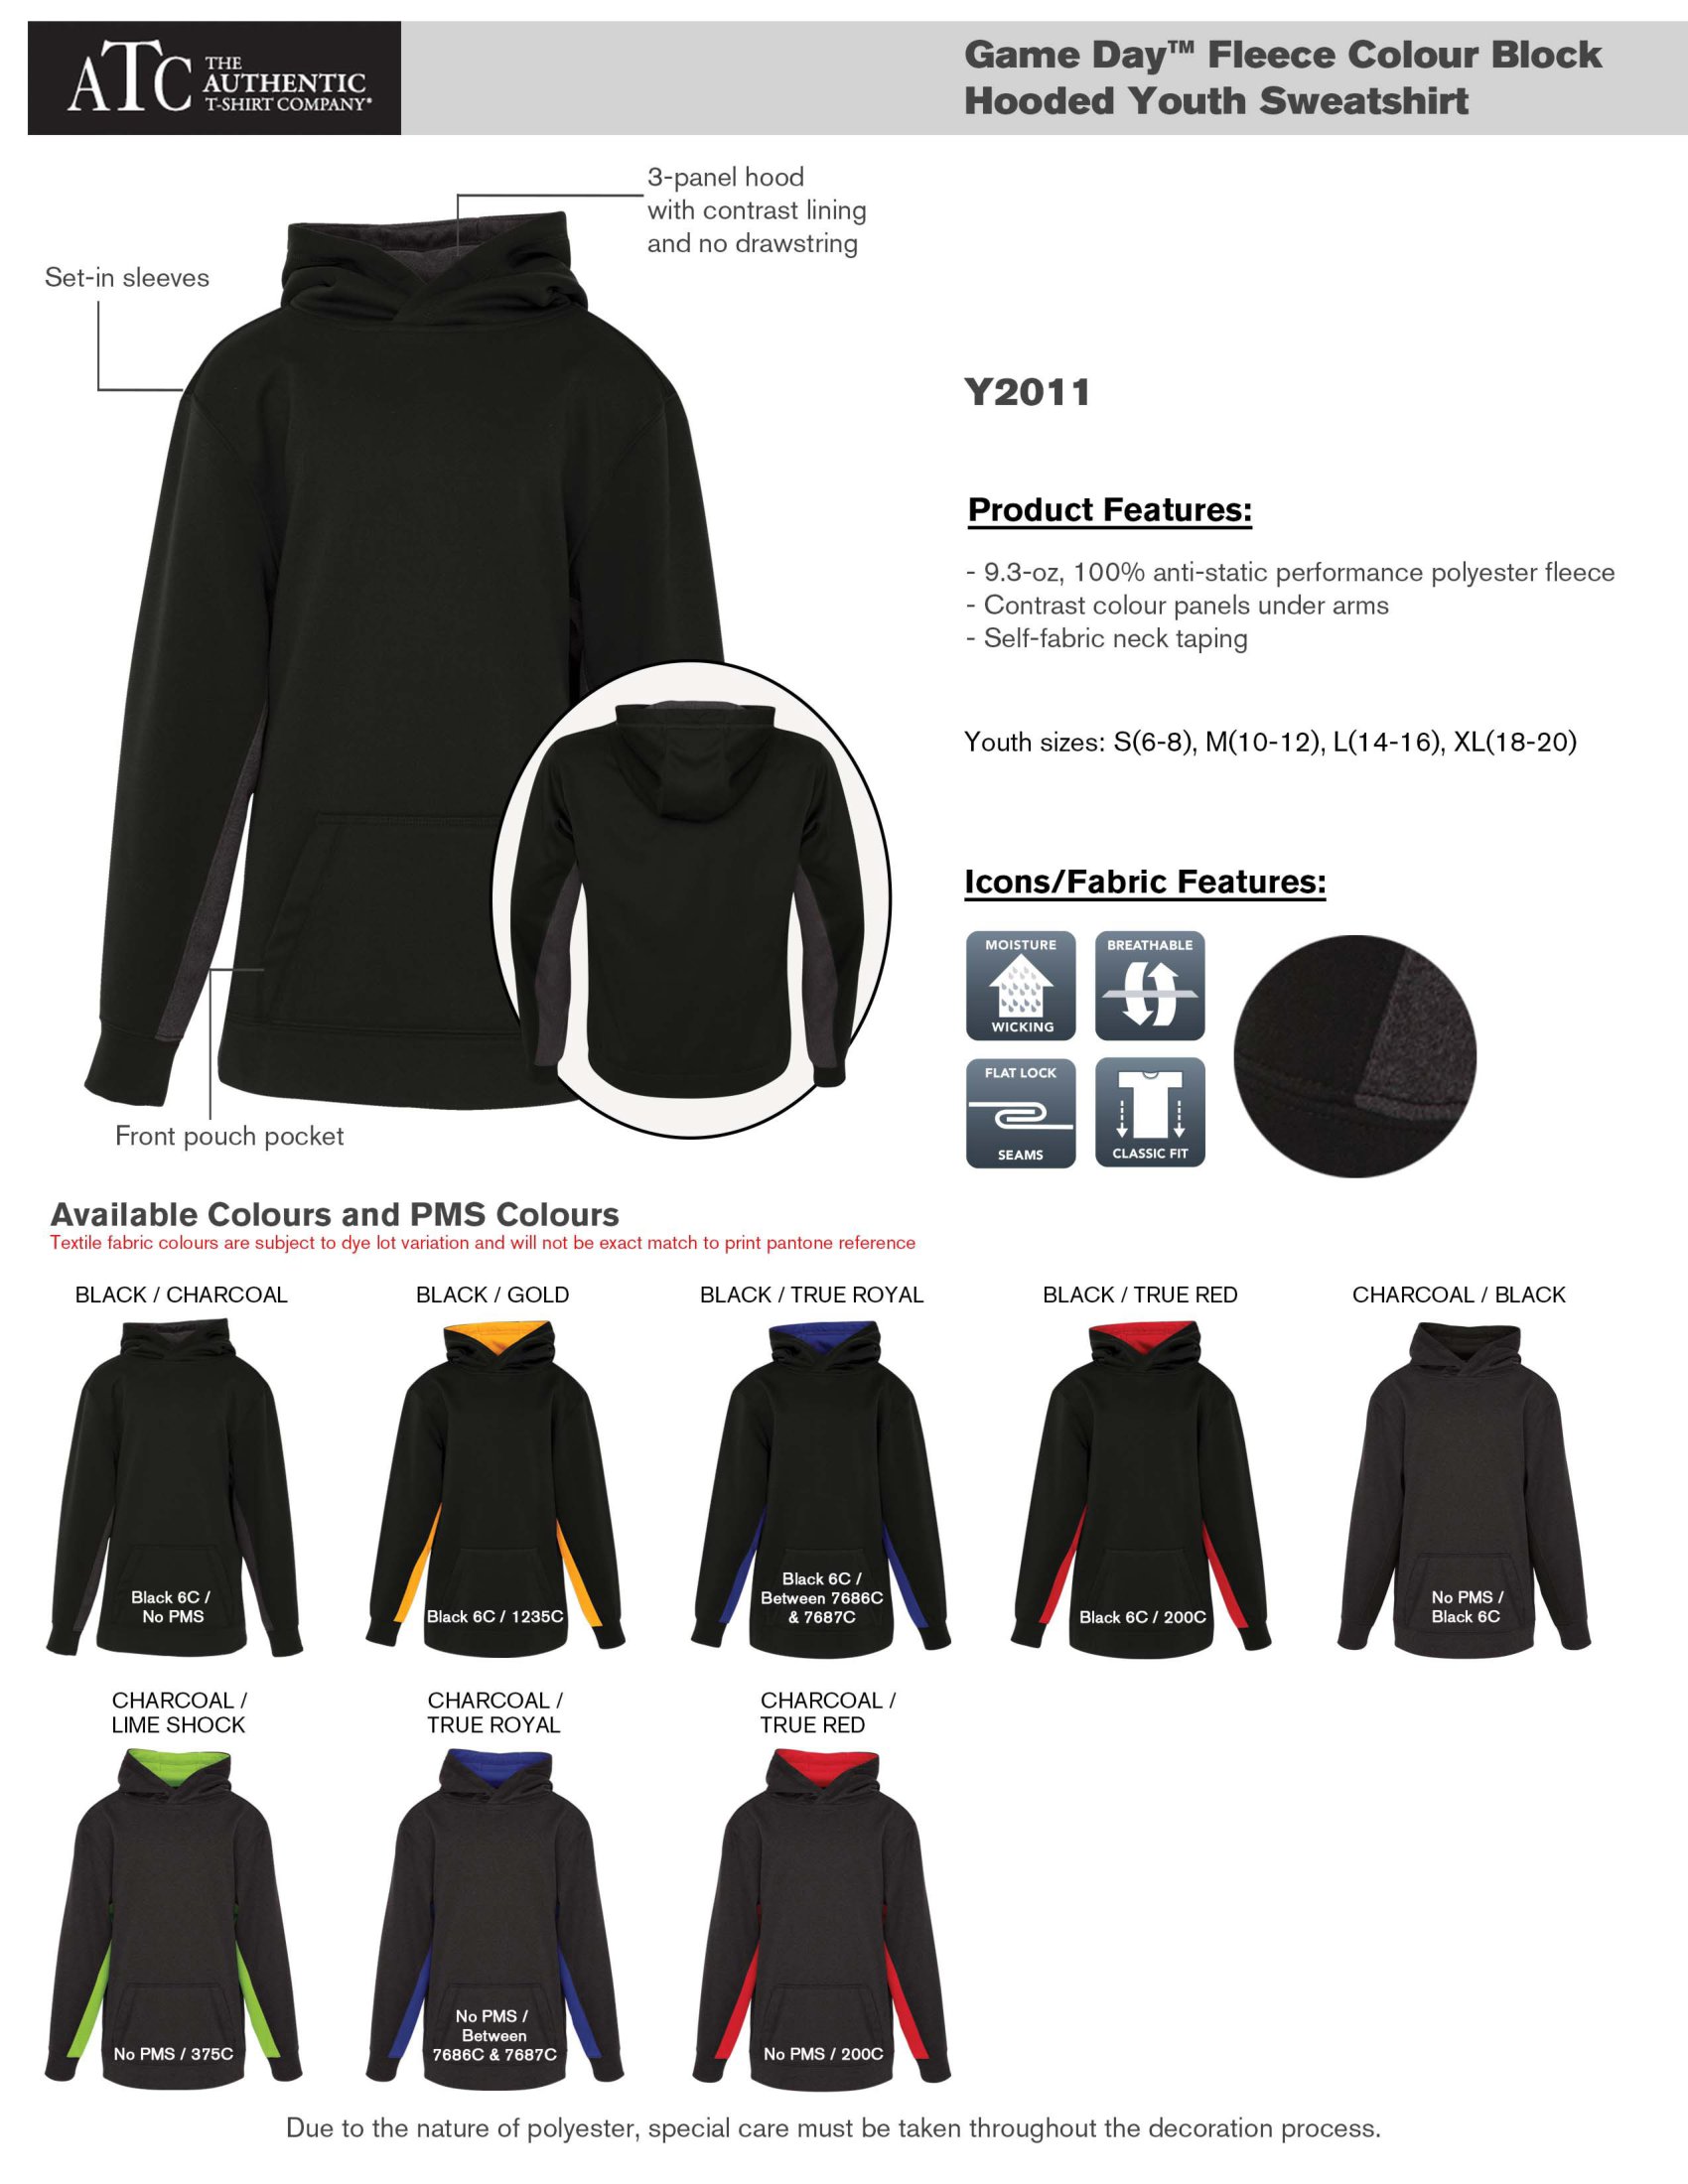 ATC THE
AUTHENTIC
T-SHIRT COMPANY®
Game Day™ Fleece Colour Block
Hooded Youth Sweatshirt
3-panel hood
with contrast lining
and no drawstring
Set-in sleeves
Y2011
Product Features:
- 9.3-oz, 100% anti-static performance polyester fleece
- Contrast colour panels under arms
- Self-fabric neck taping
Youth sizes: S(6-8), M(10-12), L(14-16), XL(18-20)
Icons/Fabric Features:
MOISTURE
WICKING
BREATHABLE
FLAT LOCK
SEAMS
CLASSIC FIT
Front pouch pocket
Available Colours and PMS Colours
Textile fabric colours are subject to dye lot variation and will not be exact match to print pantone reference
BLACK / CHARCOAL
Black 6C /
No PMS
BLACK / GOLD
Black 6C / 1235C
BLACK / TRUE ROYAL
Black 6C /
Between 7686C
& 7687C
BLACK / TRUE RED
Black 6C / 200C
CHARCOAL / BLACK
No PMS /
Black 6C
CHARCOAL /
LIME SHOCK
No PMS / 375C
CHARCOAL /
TRUE ROYAL
No PMS /
Between
7686C & 7687C
CHARCOAL /
TRUE RED
No PMS / 200C
Due to the nature of polyester, special care must be taken throughout the decoration process.